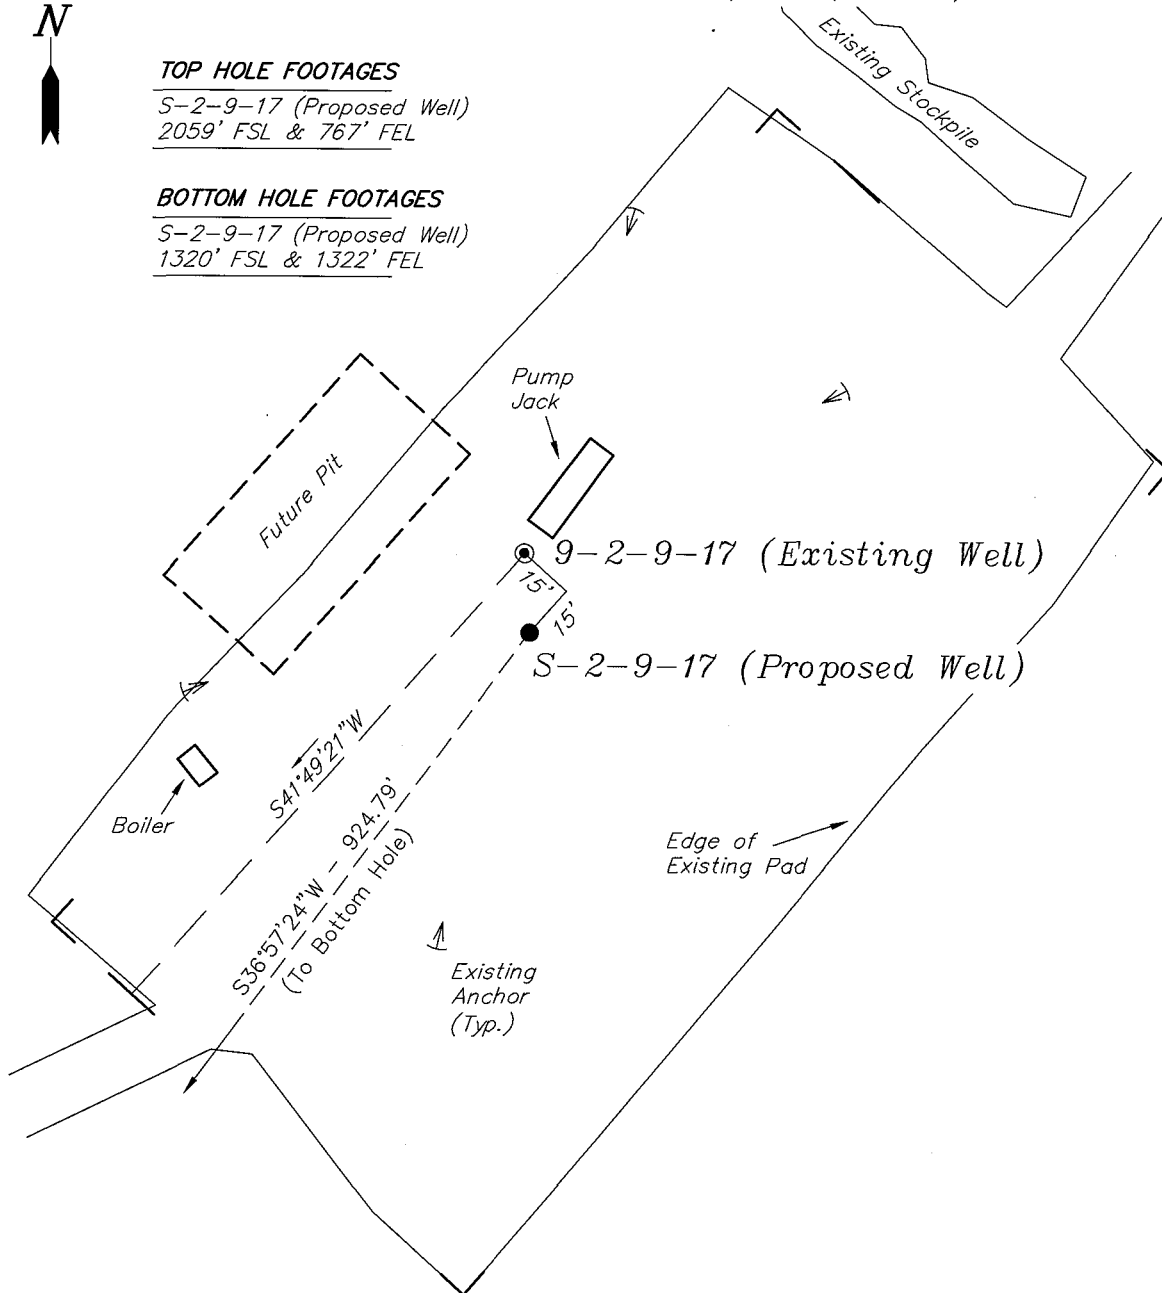 N
TOP HOLE FOOTAGES
S-2-9-17 (Proposed Well)
2059' FSL & 767' FEL
BOTTOM HOLE FOOTAGES
S-2-9-17 (Proposed Well)
1320' FSL & 1322' FEL
Existing Stockpile
Pump
Jack
Future Pit
9-2-9-17 (Existing Well)
15'
15'
S-2-9-17 (Proposed Well)
S41°49'21"W
Boiler
S36°57'24"W - 924.79'
(To Bottom Hole)
Edge of
Existing Pad
Existing
Anchor
(Typ.)